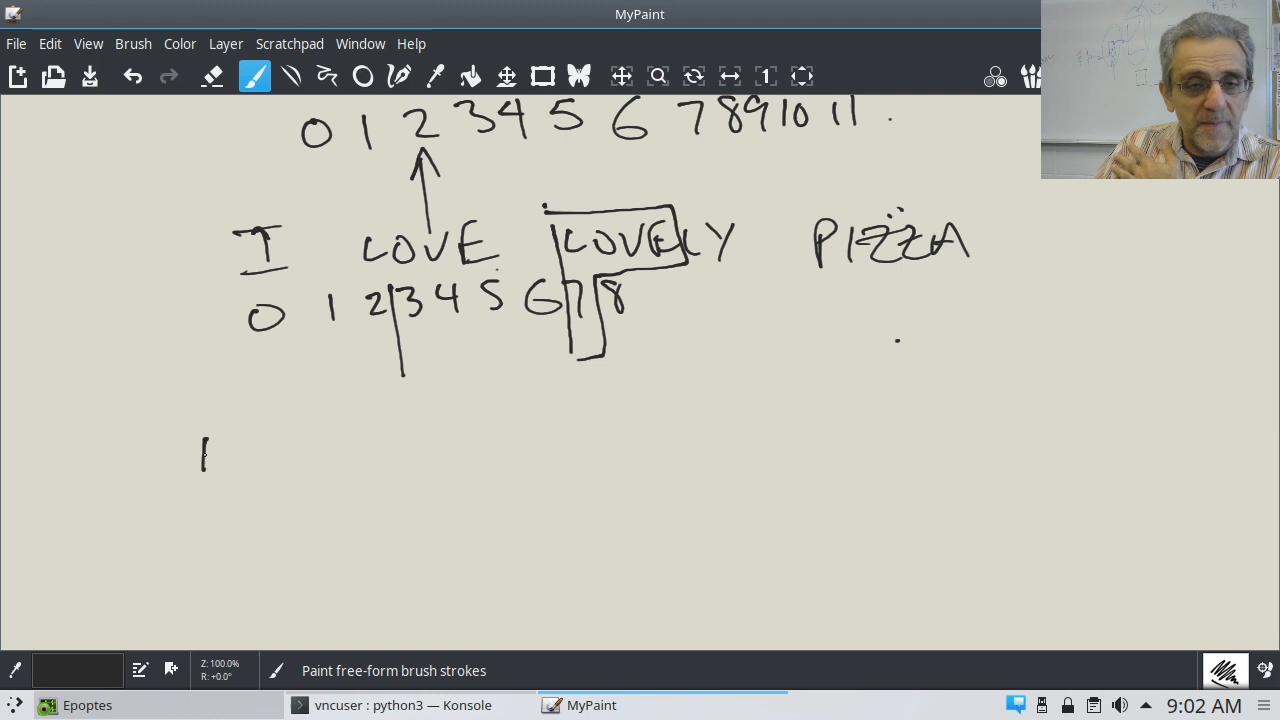 MyPaint
File Edit View Brush Color Layer Scratchpad Window Help
0 1 2 3 4 5 6 7 8 9 10 11
I LOVE LOVELY PIZZA
0 1 2 3 4 5 6 7 8
I
Z: 100.0%
R: +0.0°
Paint free-form brush strokes
Epoptes
vncuser : python3 — Konsole
MyPaint
9:02 AM